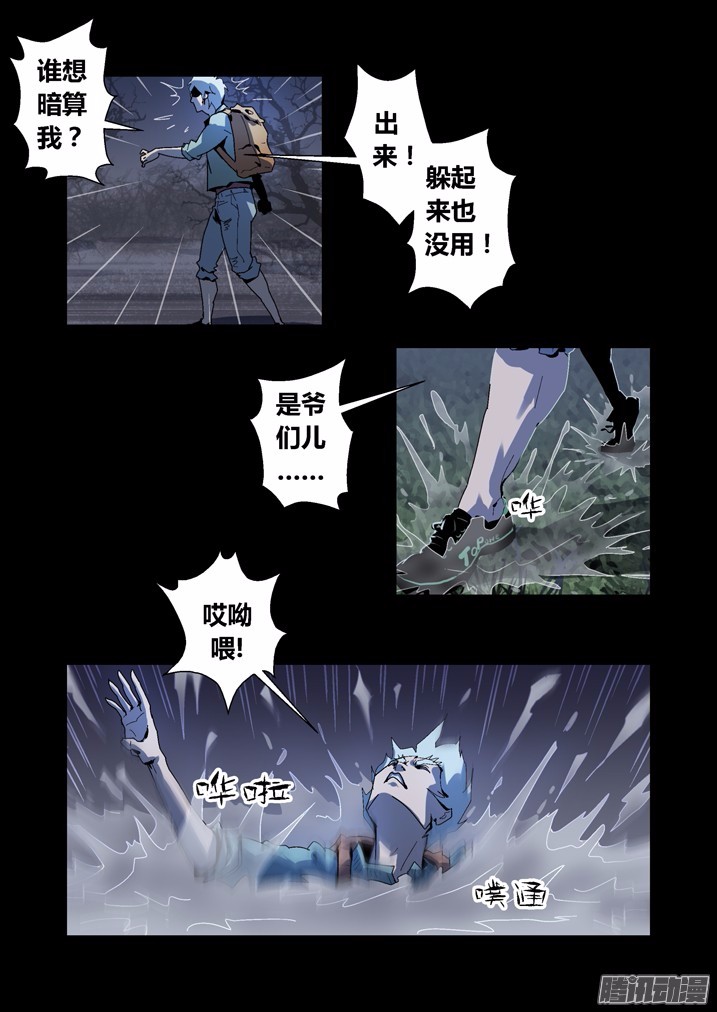 谁想
暗算
我？
出
来！
躲起
来也
没用！
是爷
们儿
……
哗
TOP
哎呦
喂!
哗啦
噗通
腾讯动漫